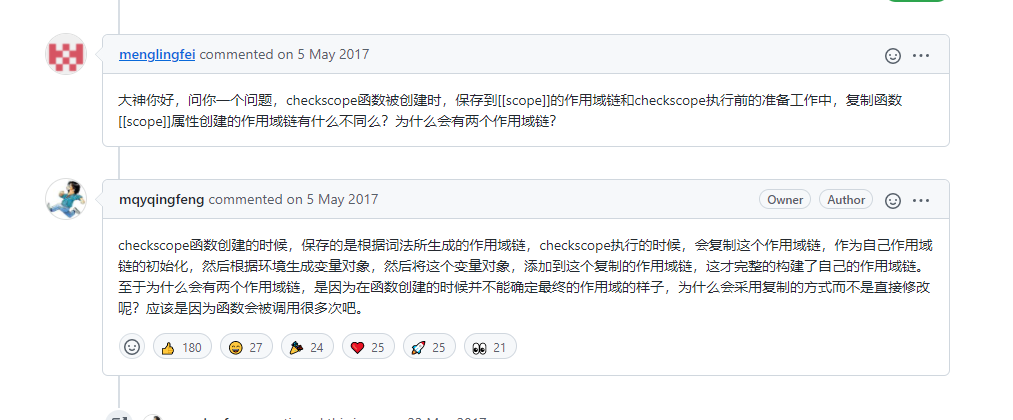 menglingfei commented on 5 May 2017
大神你好，问你一个问题，checkscope函数被创建时，保存到[[scope]]的作用域链和checkscope执行前的准备工作中，复制函数
[[scope]]属性创建的作用域链有什么不同么？为什么会有两个作用域链？
mqyqingfeng commented on 5 May 2017 Owner Author
checkscope函数创建的时候，保存的是根据词法所生成的作用域链，checkscope执行的时候，会复制这个作用域链，作为自己作用域
链的初始化，然后根据环境生成变量对象，然后将这个变量对象，添加到这个复制的作用域链，这才完整的构建了自己的作用域链。
至于为什么会有两个作用域链，是因为在函数创建的时候并不能确定最终的作用域的样子，为什么会采用复制的方式而不是直接修改
呢？应该是因为函数会被调用很多次吧。
180 27 24 25 25 21